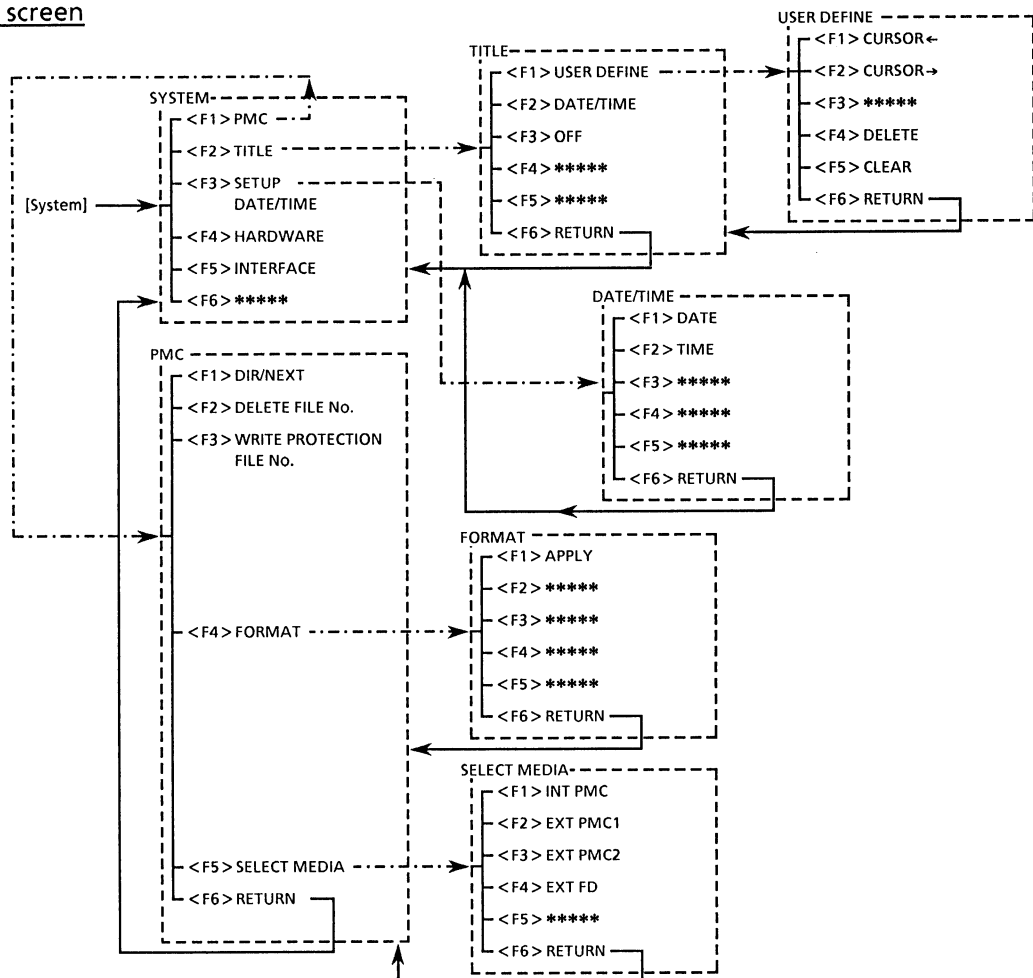 screen
USER DEFINE
<F1> CURSOR←
<F2> CURSOR→
<F3> *****
<F4> DELETE
<F5> CLEAR
<F6> RETURN
TITLE
<F1> USER DEFINE
<F2> DATE/TIME
<F3> OFF
<F4> *****
<F5> *****
<F6> RETURN
SYSTEM
<F1> PMC
<F2> TITLE
<F3> SETUP
DATE/TIME
<F4> HARDWARE
<F5> INTERFACE
<F6> *****
[System]
DATE/TIME
<F1> DATE
<F2> TIME
<F3> *****
<F4> *****
<F5> *****
<F6> RETURN
PMC
<F1> DIR/NEXT
<F2> DELETE FILE No.
<F3> WRITE PROTECTION
FILE No.
<F4> FORMAT
<F5> SELECT MEDIA
<F6> RETURN
FORMAT
<F1> APPLY
<F2> *****
<F3> *****
<F4> *****
<F5> *****
<F6> RETURN
SELECT MEDIA
<F1> INT PMC
<F2> EXT PMC1
<F3> EXT PMC2
<F4> EXT FD
<F5> *****
<F6> RETURN